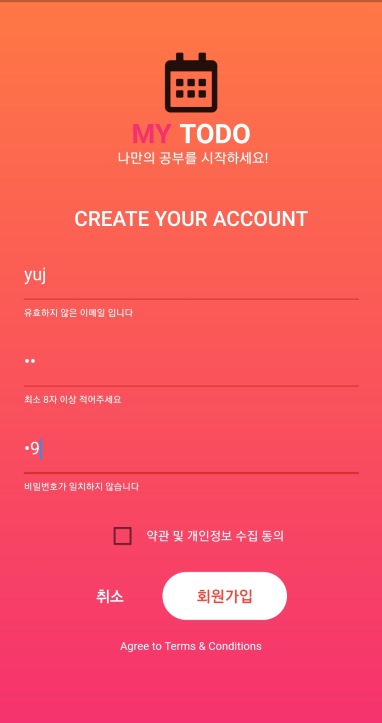 MY TODO
나만의 공부를 시작하세요!
CREATE YOUR ACCOUNT
yuj
유효하지 않은 이메일 입니다
••
최소 8자 이상 적어주세요
•9
비밀번호가 일치하지 않습니다
약관 및 개인정보 수집 동의
취소 회원가입
Agree to Terms & Conditions